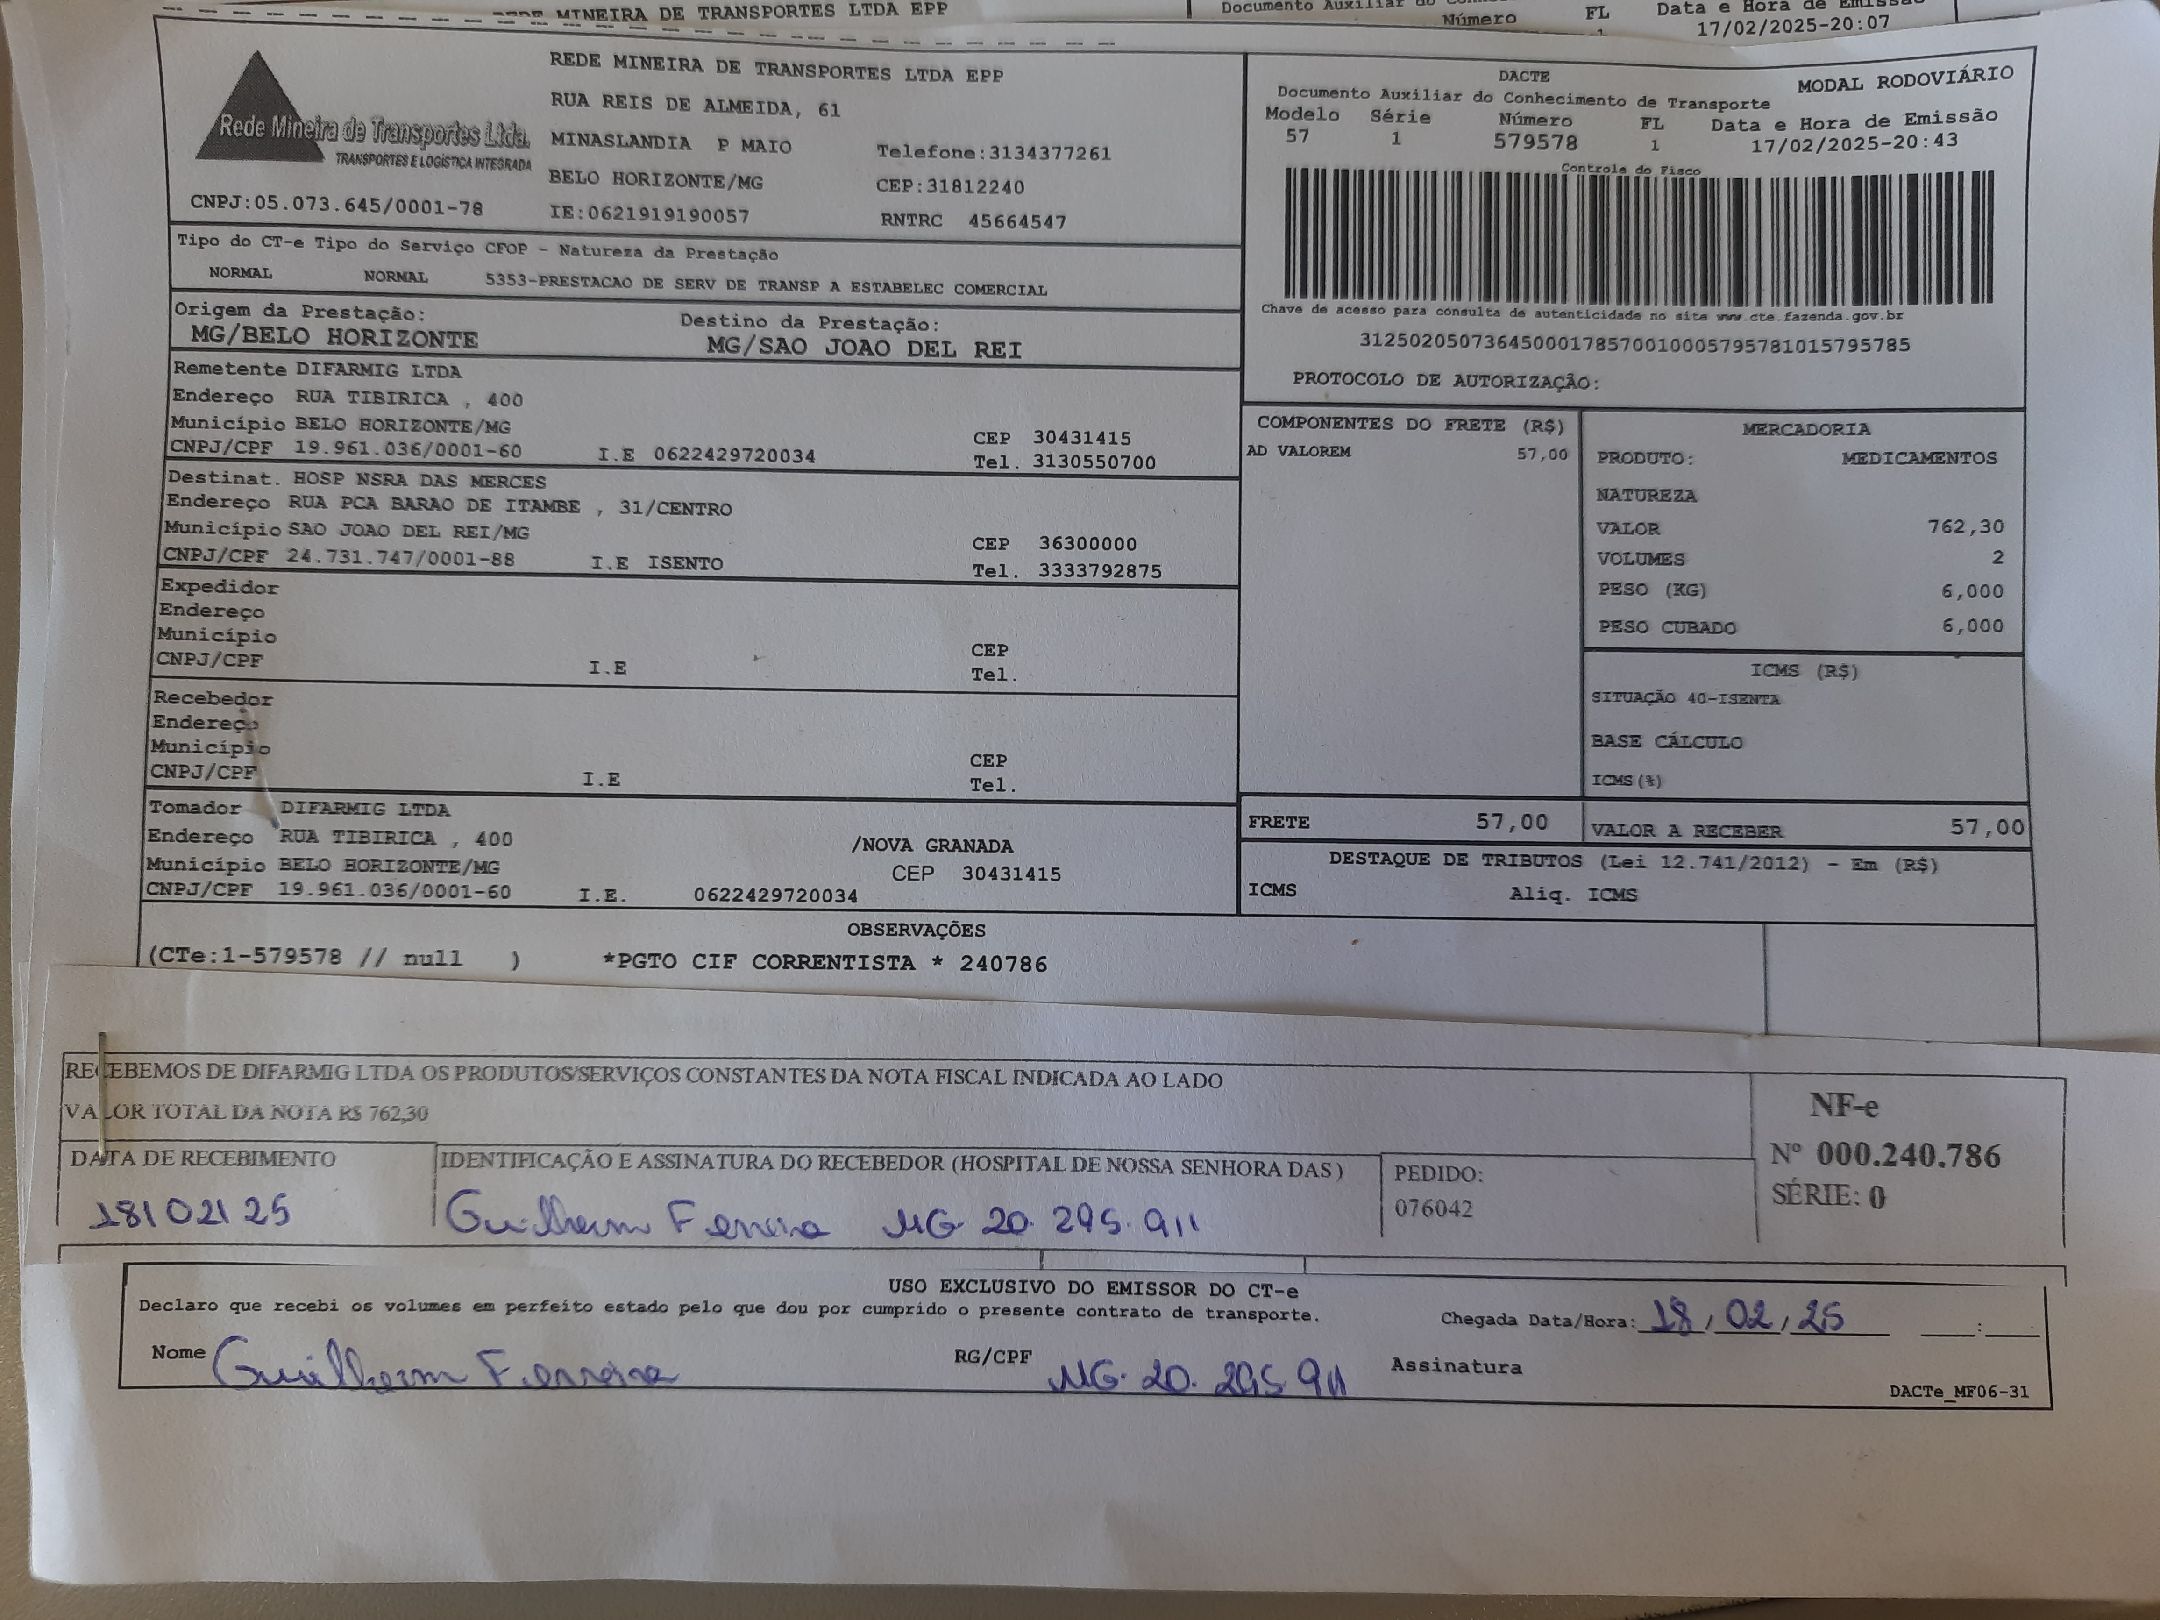 REDE MINEIRA DE TRANSPORTES LTDA EPP
Documento Auxiliar do
Número FL Data e Hora de Emissão
1 17/02/2025-20:07
Rede Mineira de Transportes Ltda.
TRANSPORTES E LOGÍSTICA INTEGRADA
CNPJ:05.073.645/0001-78
REDE MINEIRA DE TRANSPORTES LTDA EPP
RUA REIS DE ALMEIDA, 61
MINASLANDIA P MAIO Telefone:3134377261
BELO HORIZONTE/MG CEP:31812240
IE:0621919190057 RNTRC 45664547
DACTE MODAL RODOVIÁRIO
Documento Auxiliar do Conhecimento de Transporte
Modelo Série Número FL Data e Hora de Emissão
57 1 579578 1 17/02/2025-20:43
Controle do Fisco
Chave de acesso para consulta de autenticidade no site www.cte.fazenda.gov.br
31250205073645000178570010005795781015795785
PROTOCOLO DE AUTORIZAÇÃO:
Tipo do CT-e Tipo do Serviço CFOP - Natureza da Prestação
NORMAL NORMAL 5353-PRESTACAO DE SERV DE TRANSP A ESTABELEC COMERCIAL
Origem da Prestação: Destino da Prestação:
MG/BELO HORIZONTE MG/SAO JOAO DEL REI
Remetente DIFARMIG LTDA
Endereço RUA TIBIRICA , 400
Município BELO HORIZONTE/MG CEP 30431415
CNPJ/CPF 19.961.036/0001-60 I.E 0622429720034 Tel. 3130550700
Destinat. HOSP NSRA DAS MERCES
Endereço RUA PCA BARAO DE ITAMBE , 31/CENTRO
Município SAO JOAO DEL REI/MG CEP 36300000
CNPJ/CPF 24.731.747/0001-88 I.E ISENTO Tel. 3333792875
Expedidor
Endereço
Município CEP
CNPJ/CPF I.E Tel.
Recebedor
Endereço
Município CEP
CNPJ/CPF I.E Tel.
Tomador DIFARMIG LTDA
Endereço RUA TIBIRICA , 400 /NOVA GRANADA
Município BELO HORIZONTE/MG CEP 30431415
CNPJ/CPF 19.961.036/0001-60 I.E. 0622429720034
COMPONENTES DO FRETE (R$)
AD VALOREM 57,00
MERCADORIA
PRODUTO: MEDICAMENTOS
NATUREZA
VALOR 762,30
VOLUMES 2
PESO (KG) 6,000
PESO CUBADO 6,000
ICMS (R$)
SITUAÇÃO 40-ISENTA
BASE CÁLCULO
ICMS(%)
FRETE 57,00 VALOR A RECEBER 57,00
DESTAQUE DE TRIBUTOS (Lei 12.741/2012) - Em (R$)
ICMS Aliq. ICMS
OBSERVAÇÕES
(CTe:1-579578 // null ) *PGTO CIF CORRENTISTA * 240786
RECEBEMOS DE DIFARMIG LTDA OS PRODUTOS/SERVIÇOS CONSTANTES DA NOTA FISCAL INDICADA AO LADO
VALOR TOTAL DA NOTA R$ 762,30
DATA DE RECEBIMENTO IDENTIFICAÇÃO E ASSINATURA DO RECEBEDOR (HOSPITAL DE NOSSA SENHORA DAS )
18/02/25 Guilherm Ferreira MG. 20. 295. 911
PEDIDO:
076042
NF-e
Nº 000.240.786
SÉRIE: 0
USO EXCLUSIVO DO EMISSOR DO CT-e
Declaro que recebi os volumes em perfeito estado pelo que dou por cumprido o presente contrato de transporte. Chegada Data/Hora: 18/02/25 :
Nome Guilherm Ferreira RG/CPF MG. 20. 295 911 Assinatura
DACTe_MF06-31